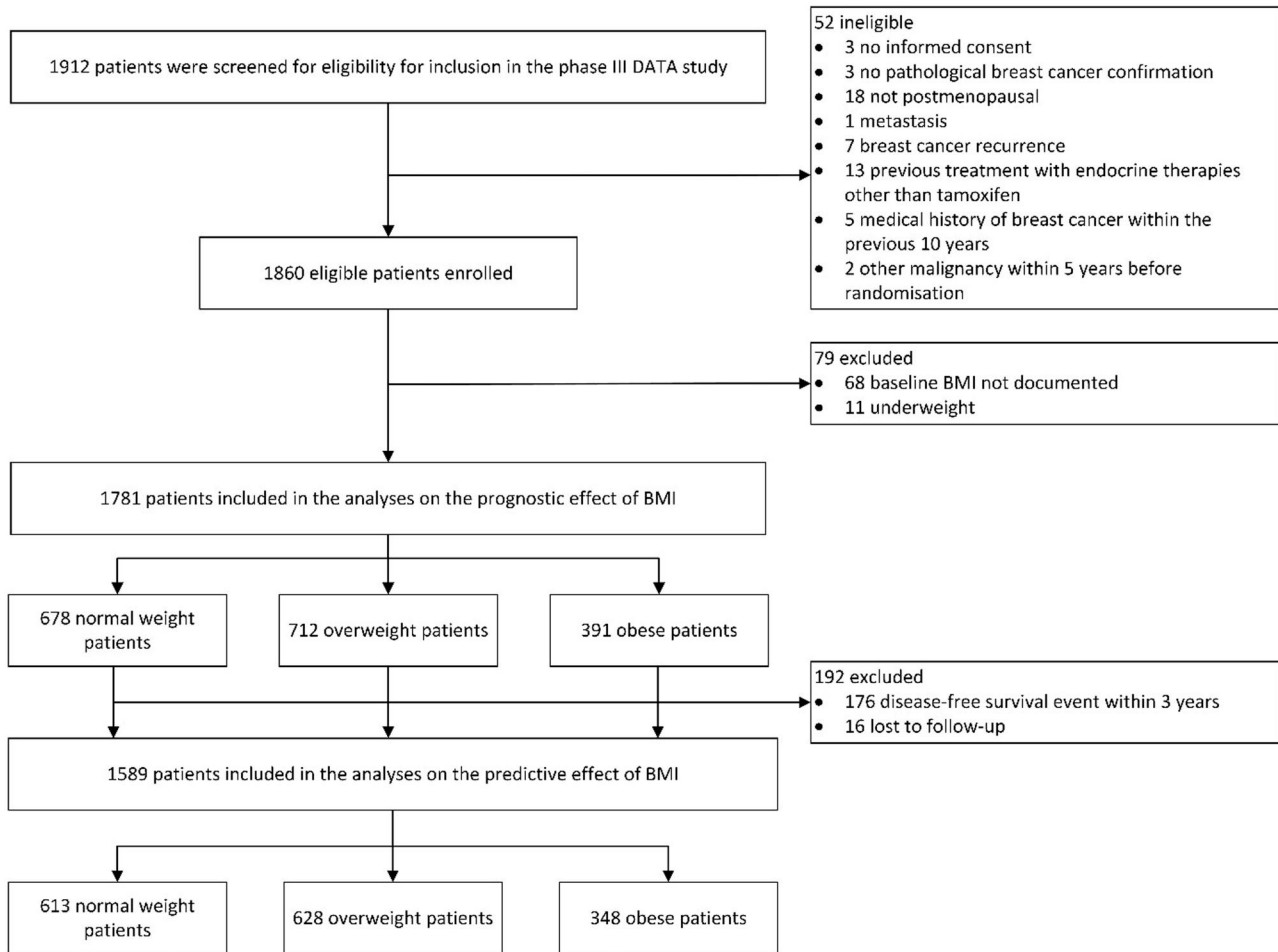 1912 patients were screened for eligibility for inclusion in the phase III DATA study
52 ineligible
• 3 no informed consent
• 3 no pathological breast cancer confirmation
• 18 not postmenopausal
• 1 metastasis
• 7 breast cancer recurrence
• 13 previous treatment with endocrine therapies
other than tamoxifen
• 5 medical history of breast cancer within the
previous 10 years
• 2 other malignancy within 5 years before
randomisation
1860 eligible patients enrolled
79 excluded
• 68 baseline BMI not documented
• 11 underweight
1781 patients included in the analyses on the prognostic effect of BMI
678 normal weight
patients
712 overweight patients
391 obese patients
192 excluded
• 176 disease-free survival event within 3 years
• 16 lost to follow-up
1589 patients included in the analyses on the predictive effect of BMI
613 normal weight
patients
628 overweight patients
348 obese patients